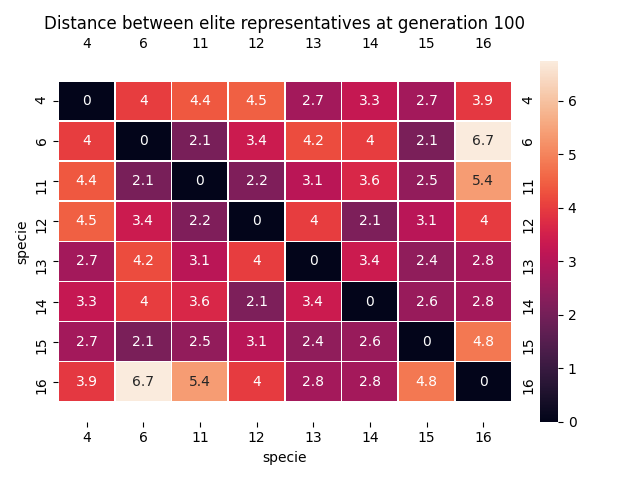 Distance between elite representatives at generation 100
4 6 11 12 13 14 15 16
4 0 4 4.4 4.5 2.7 3.3 2.7 3.9 4
6 4 0 2.1 3.4 4.2 4 2.1 6.7 6
11 4.4 2.1 0 2.2 3.1 3.6 2.5 5.4 11
12 4.5 3.4 2.2 0 4 2.1 3.1 4 12
13 2.7 4.2 3.1 4 0 3.4 2.4 2.8 13
14 3.3 4 3.6 2.1 3.4 0 2.6 2.8 14
15 2.7 2.1 2.5 3.1 2.4 2.6 0 4.8 15
16 3.9 6.7 5.4 4 2.8 2.8 4.8 0 16
4 6 11 12 13 14 15 16
specie
specie
6
5
4
3
2
1
0